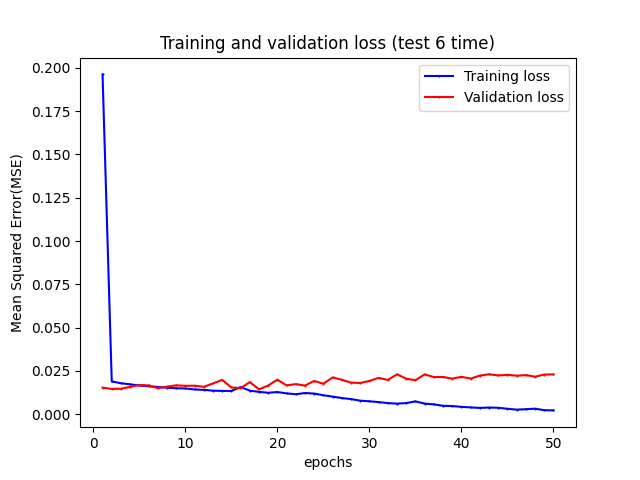 Training and validation loss (test 6 time)
Training loss
Validation loss
Mean Squared Error(MSE)
0.200
0.175
0.150
0.125
0.100
0.075
0.050
0.025
0.000
0 10 20 30 40 50
epochs